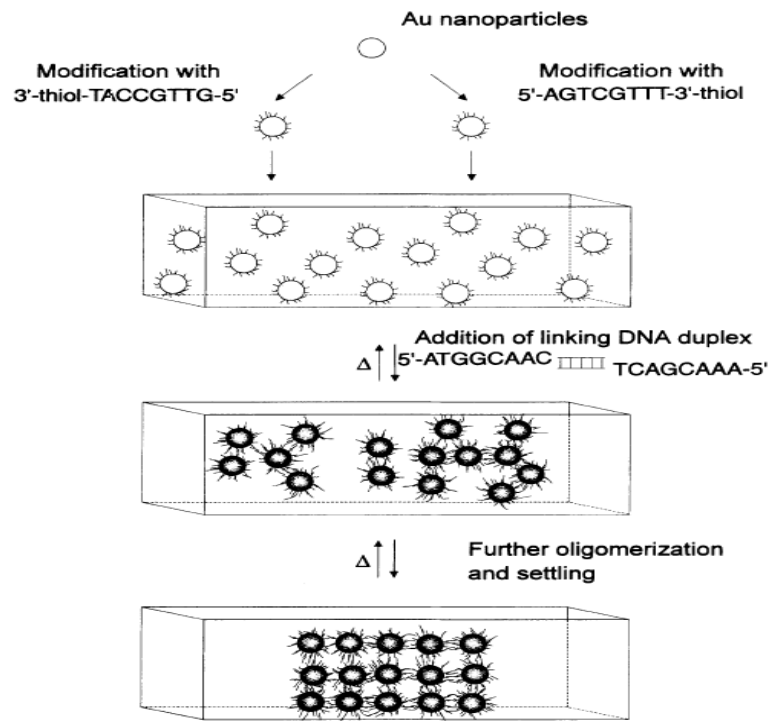 Au nanoparticles
Modification with
3'-thiol-TACCGTTG-5'
Modification with
5'-AGTCGTTT-3'-thiol
Addition of linking DNA duplex
5'-ATGGCAAC
TCAGCAAA-5'
Δ
Further oligomerization
and settling
Δ